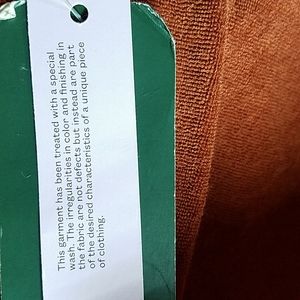 This garment has been treated with a special
wash. The irregularities in color and finishing in
the fabric are not defects but instead are part
of the desired characteristics of a unique piece
of clothing.